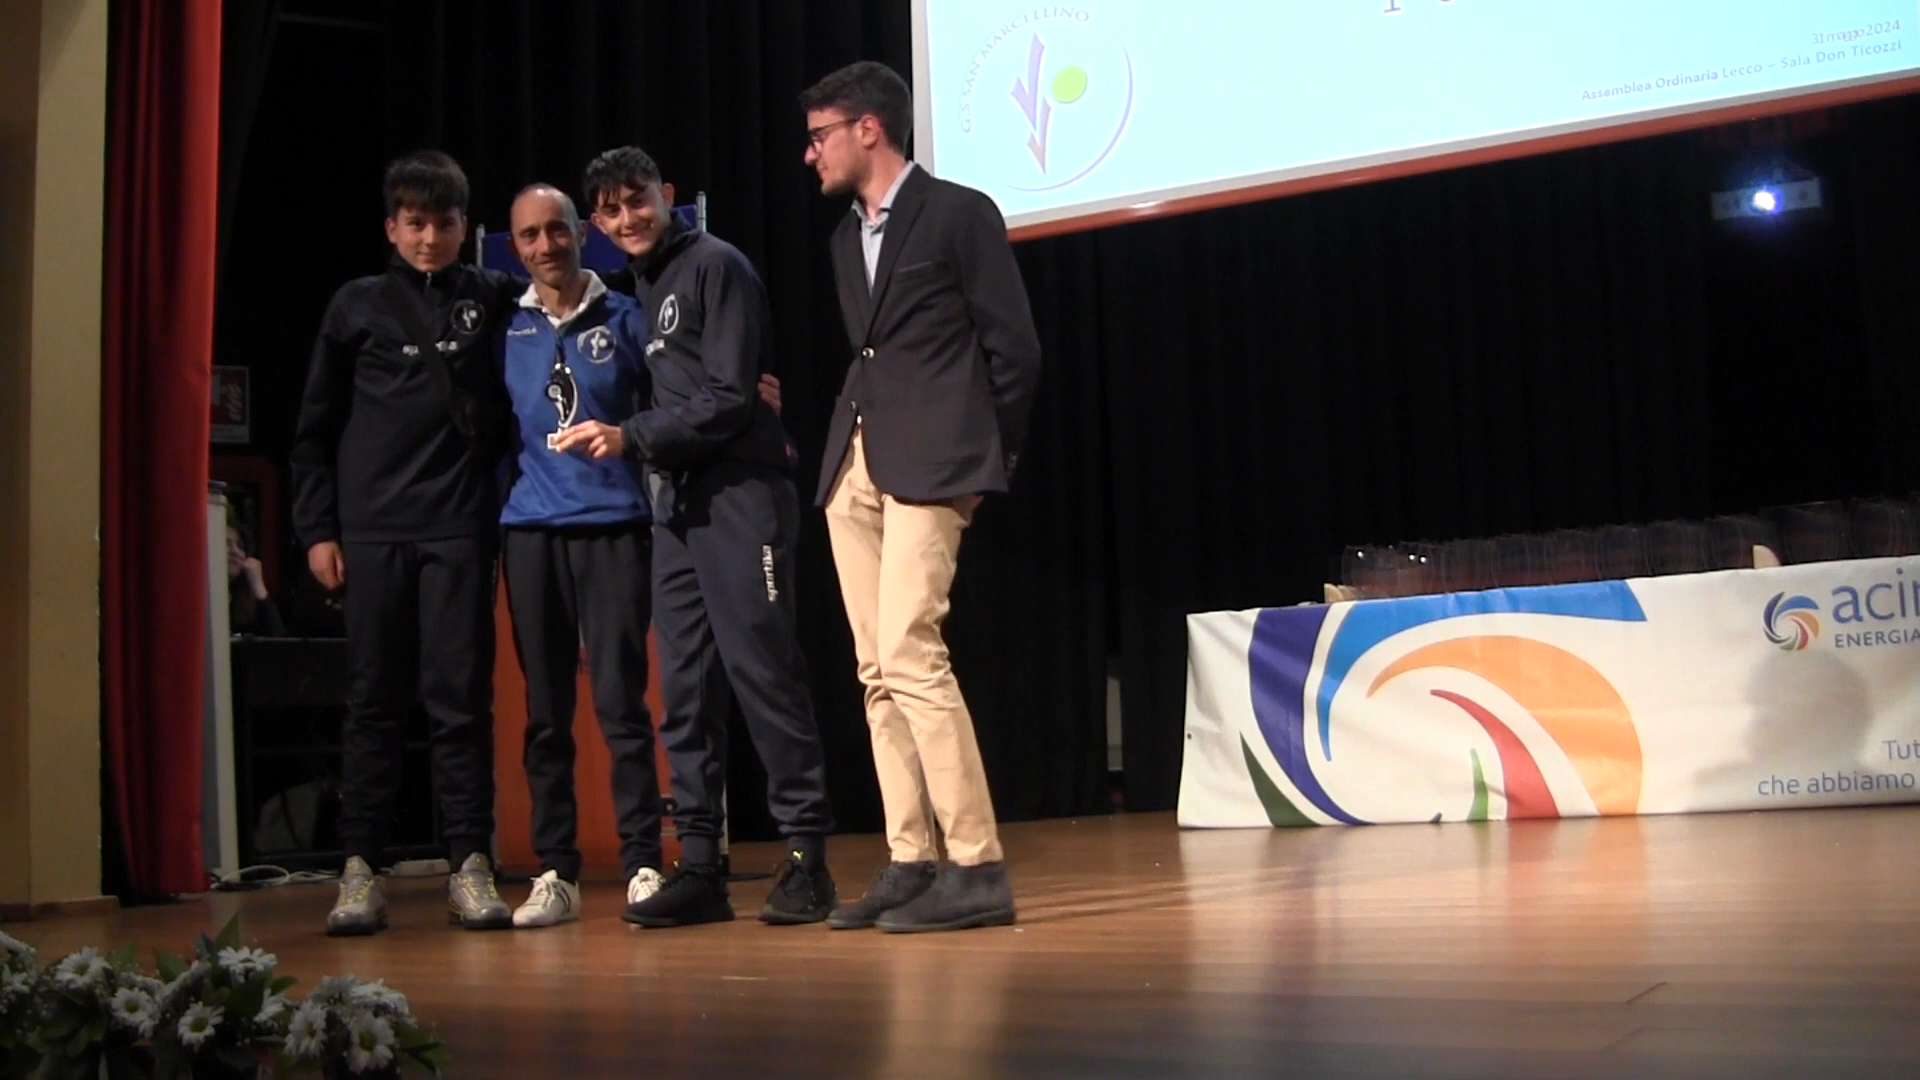 G.S SAN MARCELLINO
31 maggio 2024
Assemblea Ordinaria Lecco – Sala Don Ticozzi
sportika
acin
ENERGIA
Tut
che abbiamo